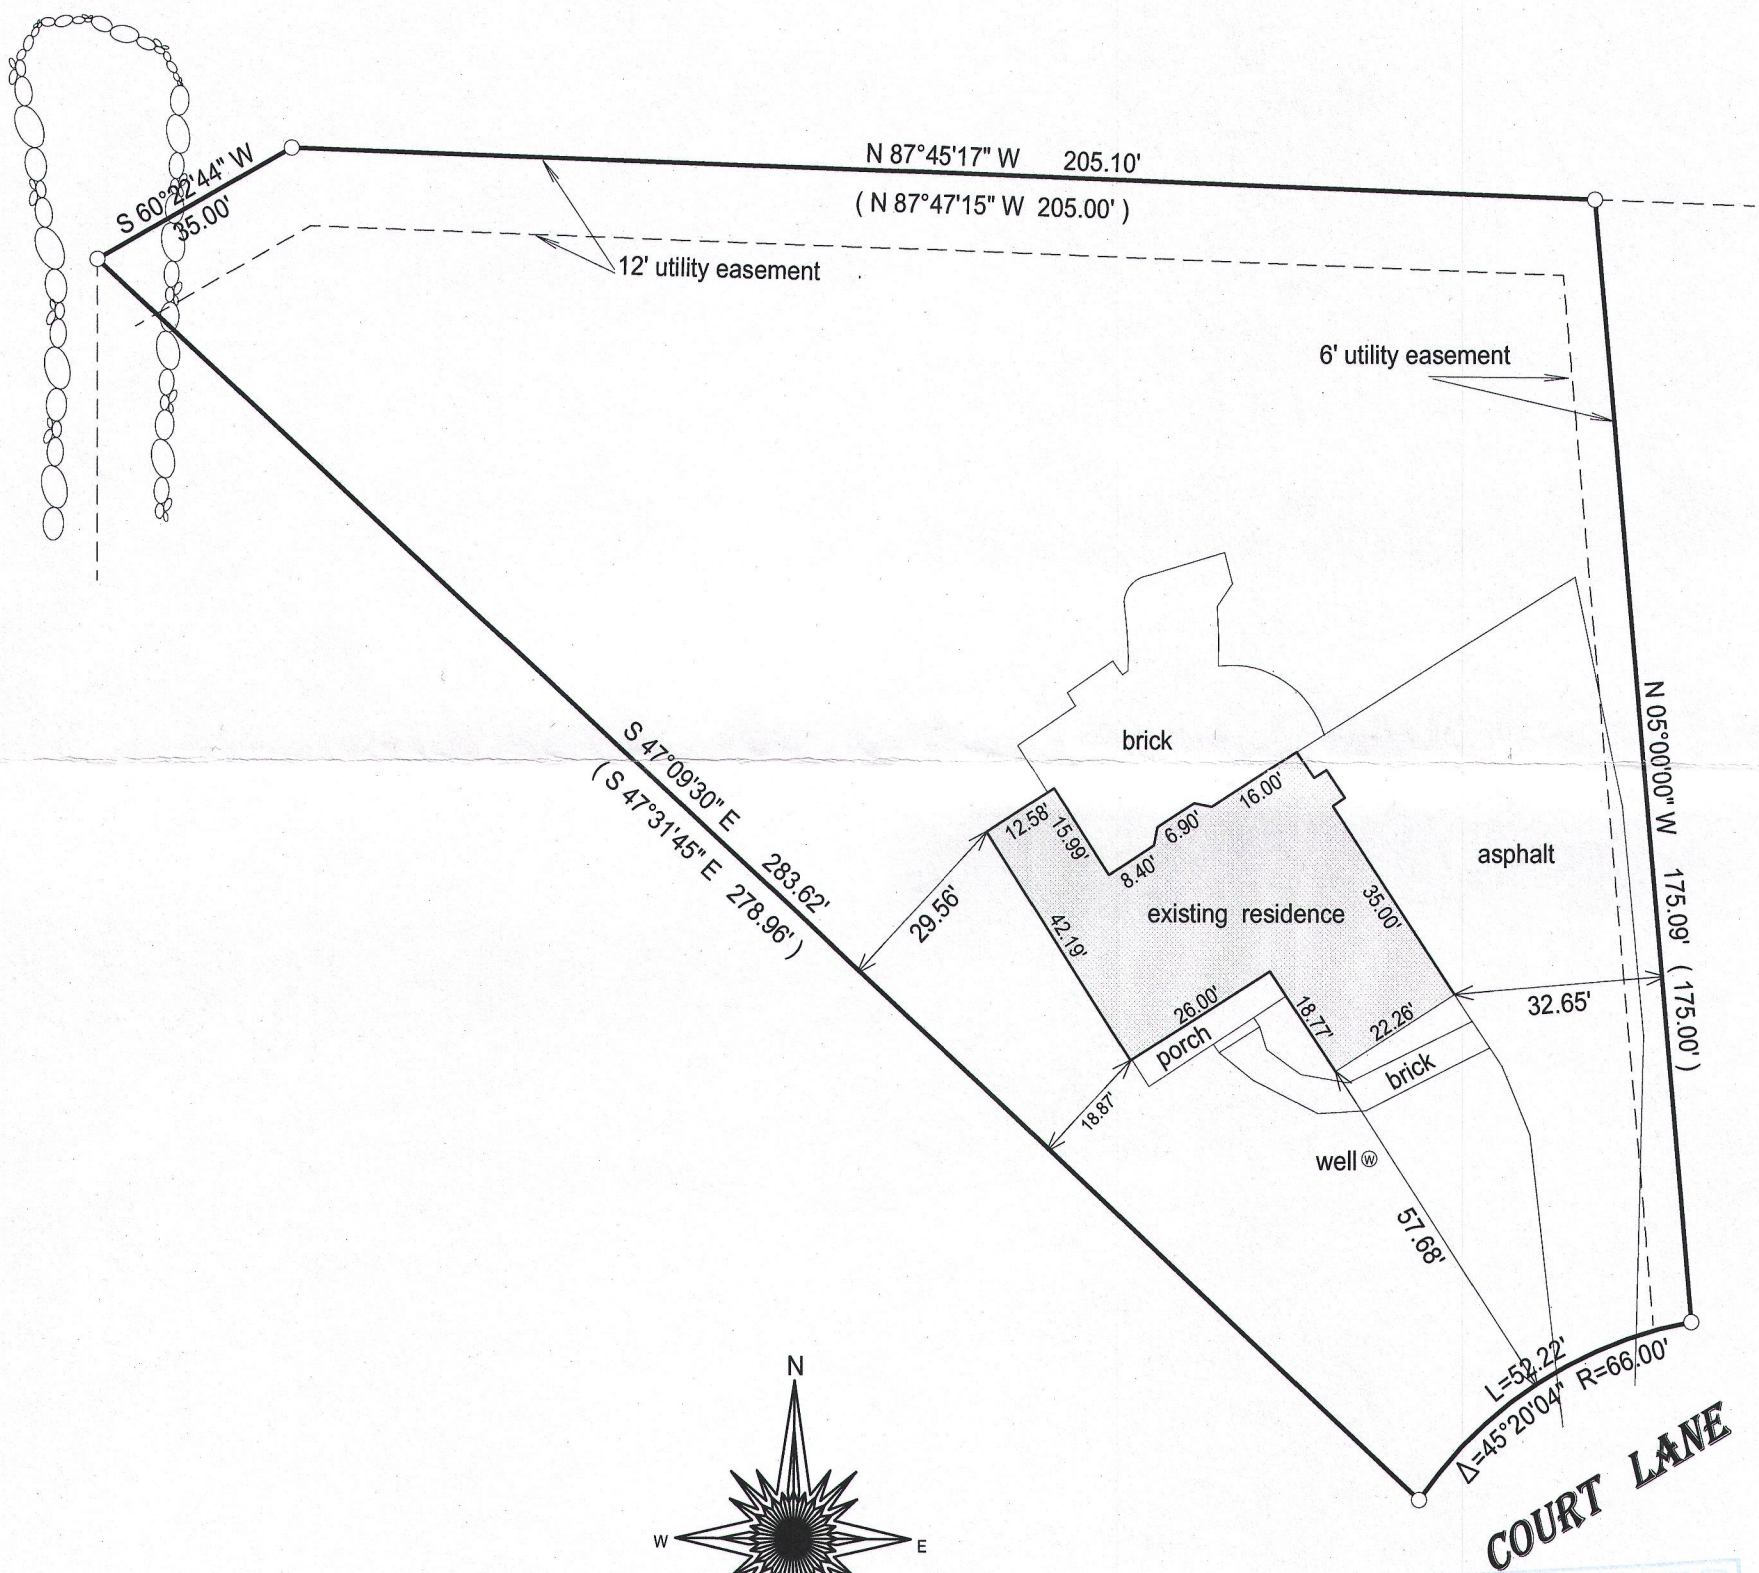 S 60°22'44" W
35.00'
N 87°45'17" W 205.10'
( N 87°47'15" W 205.00' )
12' utility easement
6' utility easement
N 05°00'00" W 175.09' ( 175.00' )
S 47°09'30" E 283.62'
( S 47°31'45" E 278.96' )
brick
12.58'
15.99'
8.40'
6.90'
16.00'
asphalt
existing residence
35.00'
29.56'
42.19'
26.00'
18.77'
22.26'
32.65'
porch
brick
18.87'
well W
57.68'
L=52.22'
Δ=45°20'04" R=66.00'
COURT LANE
N
W
E